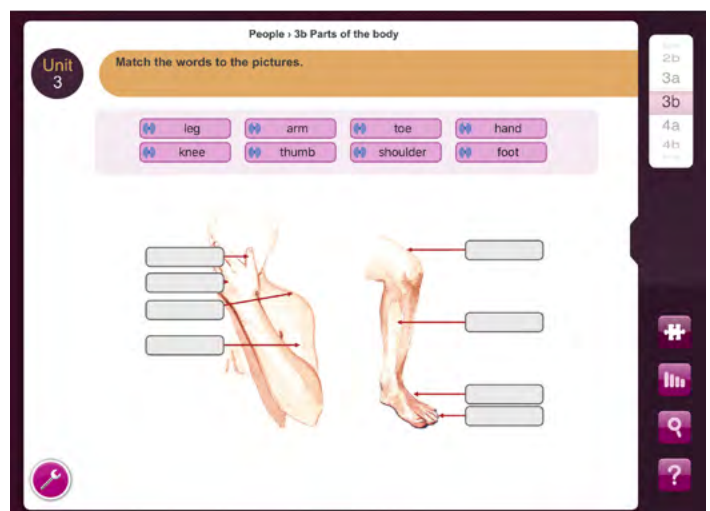 People › 3b Parts of the body
Unit
3
Match the words to the pictures.
leg
arm
toe
hand
knee
thumb
shoulder
foot
2b
3a
3b
4a
4b
?